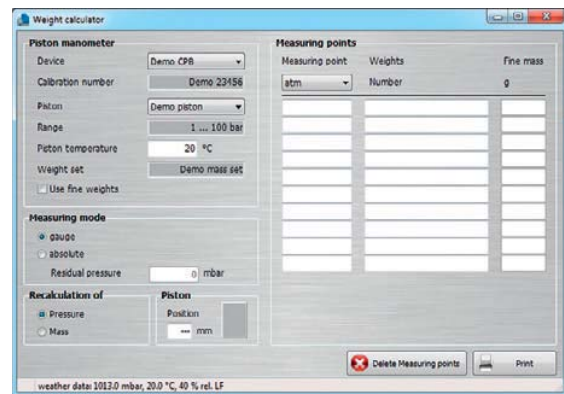 Weight calculator
Piston manometer
Device Demo CPB
Calibration number Demo 23456
Piston Demo piston
Range 1 ... 100 bar
Piston temperature 20 °C
Weight set Demo mass set
Use fine weights
Measuring mode
gauge
absolute
Residual pressure 0 mbar
Recalculation of
Pressure
Mass
Piston
Position
--- mm
Measuring points
Measuring point Weights Fine mass
atm Number g
Delete Measuring points Print
weather data: 1013.0 mbar, 20.0 °C, 40 % rel. LF